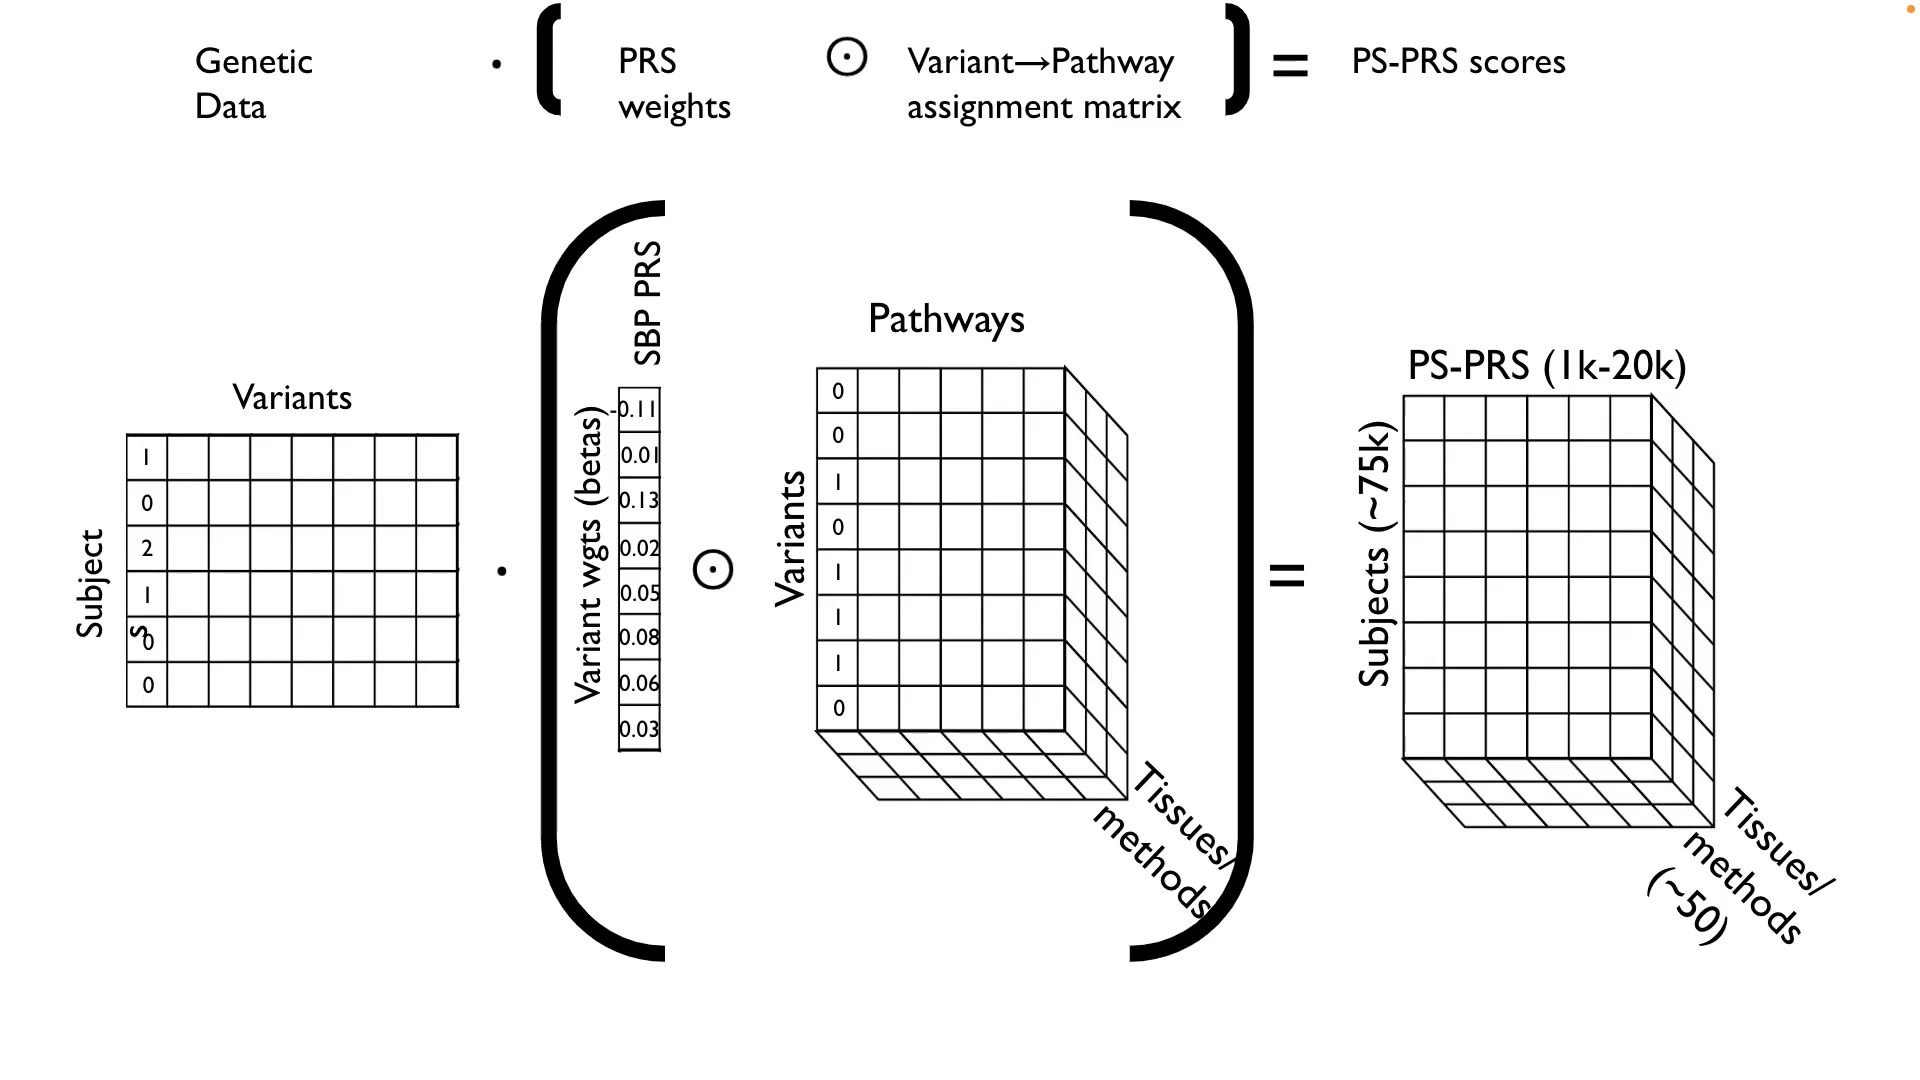 Genetic
Data
·
[
PRS
weights
⊙
Variant→Pathway
assignment matrix
]
=
PS-PRS scores
Variants
Subject
s
1
0
2
1
0
0
·
(
SBP PRS
Variant wgts (betas)
-0.11
0.01
0.13
0.02
0.05
0.08
0.06
0.03
⊙
Pathways
Variants
0
0
1
0
1
1
1
0
Tissues/
methods
)
=
PS-PRS (1k-20k)
Subjects (~75k)
Tissues/
methods
(~50)